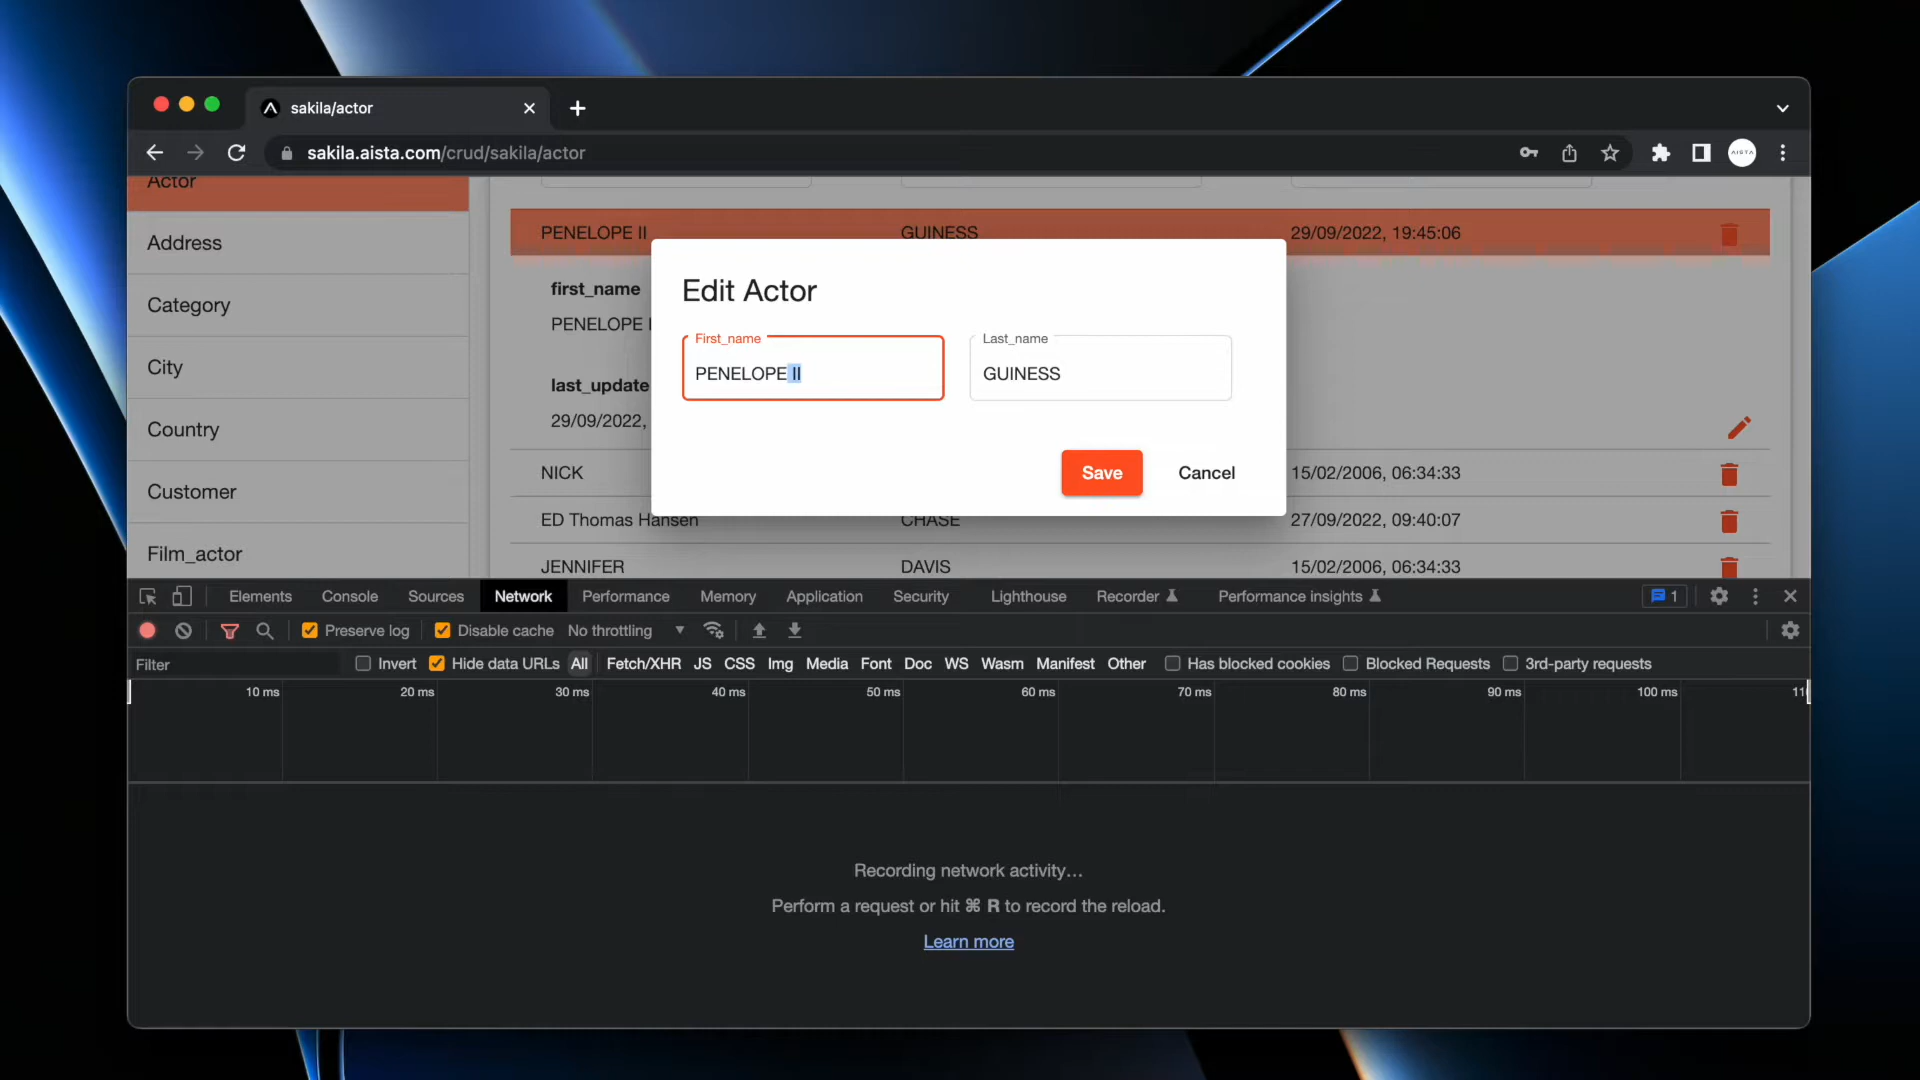 sakila/actor
sakila.aista.com/crud/sakila/actor
AISTA
Actor
Address
Category
City
Country
Customer
Film_actor
PENELOPE II GUINESS 29/09/2022, 19:45:06
first_name
PENELOPE
last_update
29/09/2022,
NICK 15/02/2006, 06:34:33
ED Thomas Hansen CHASE 27/09/2022, 09:40:07
JENNIFER DAVIS 15/02/2006, 06:34:33
Edit Actor
First_name Last_name
PENELOPE II GUINESS
Save Cancel
Elements Console Sources Network Performance Memory Application Security Lighthouse Recorder Performance insights 1
Preserve log Disable cache No throttling
Filter Invert Hide data URLs All Fetch/XHR JS CSS Img Media Font Doc WS Wasm Manifest Other Has blocked cookies Blocked Requests 3rd-party requests
10 ms 20 ms 30 ms 40 ms 50 ms 60 ms 70 ms 80 ms 90 ms 100 ms
Recording network activity…
Perform a request or hit ⌘ R to record the reload.
Learn more